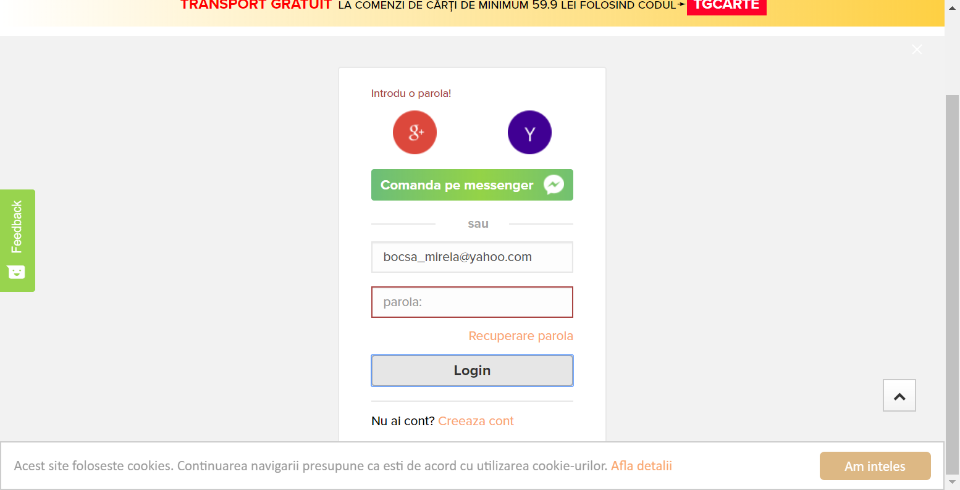 TRANSPORT GRATUIT LA COMENZI DE CĂRȚI DE MINIMUM 59.9 LEI FOLOSIND CODUL TGCARTE
Introdu o parola!
g+ Y
Comanda pe messenger
sau
Feedback
bocsa_mirela@yahoo.com
parola:
Recuperare parola
Login
Nu ai cont? Creeaza cont
Acest site foloseste cookies. Continuarea navigarii presupune ca esti de acord cu utilizarea cookie-urilor. Afla detalii Am inteles